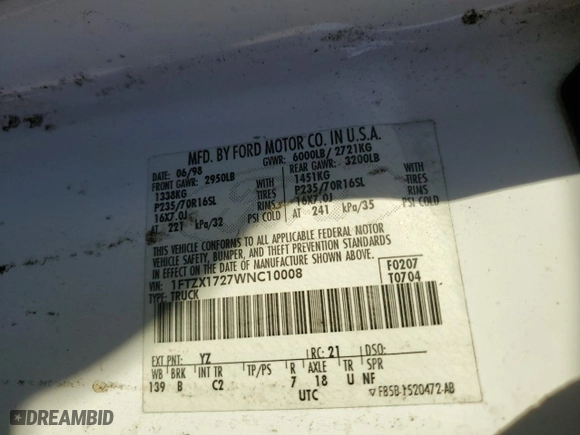 MFD. BY FORD MOTOR CO. IN U.S.A.
DATE: 06/98 GVWR: 6000LB/ 2721KG
FRONT GAWR: 2950LB REAR GAWR: 3200LB
1338KG WITH 1451KG WITH
P235/70R16SL TIRES P235/70R16SL TIRES
16X7.0J RIMS 16X7.0J RIMS
AT 221 kPa/32 PSI COLD AT 241 kPa/35 PSI COLD
THIS VEHICLE CONFORMS TO ALL APPLICABLE FEDERAL MOTOR
VEHICLE SAFETY, BUMPER, AND THEFT PREVENTION STANDARDS
IN EFFECT ON THE DATE OF MANUFACTURE SHOWN ABOVE.
VIN: 1FTZX1727WNC10008 F0207
TYPE: TRUCK T0704
EXT PNT: YZ RC: 21 DSO:
WB BRK INT TR TP/PS R AXLE TR SPR
139 B C2 7 18 U NF
UTC F85B-1520472-AB
DREAMBID